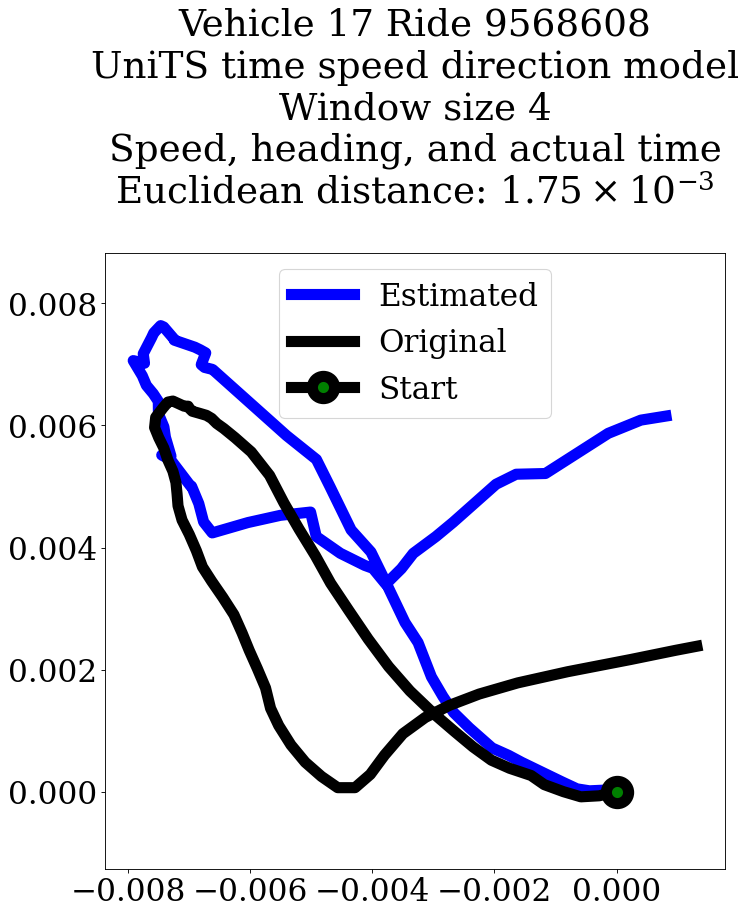 Vehicle 17 Ride 9568608
UniTS time speed direction model
Window size 4
Speed, heading, and actual time
Euclidean distance: 1.75 × 10⁻³
Estimated
Original
Start
0.008
0.006
0.004
0.002
0.000
−0.008 −0.006 −0.004 −0.002 0.000